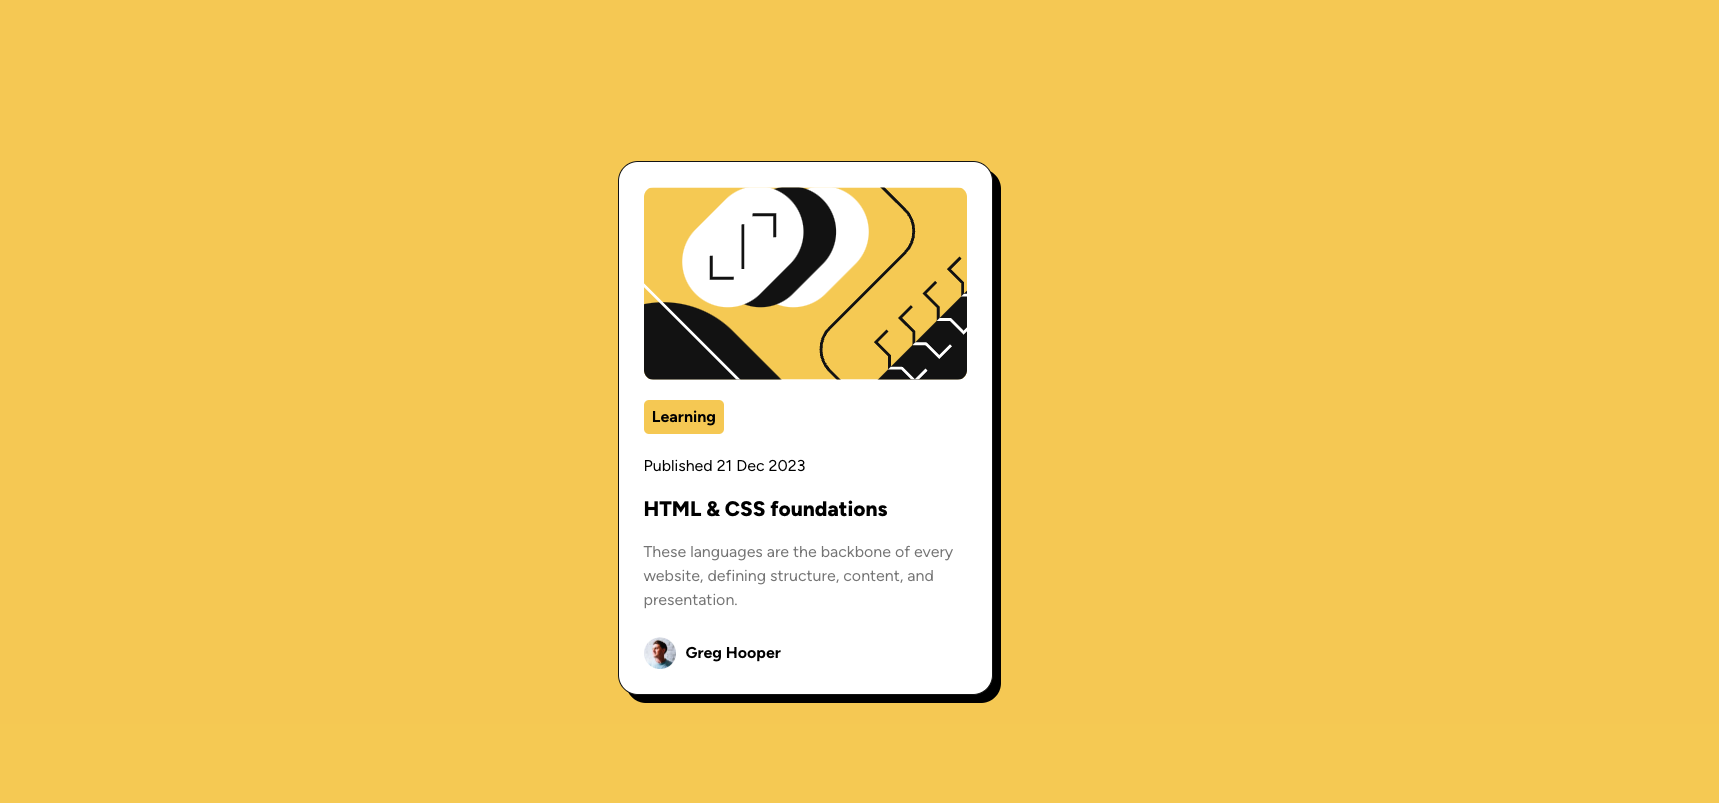 Learning
Published 21 Dec 2023
HTML & CSS foundations
These languages are the backbone of every
website, defining structure, content, and
presentation.
Greg Hooper